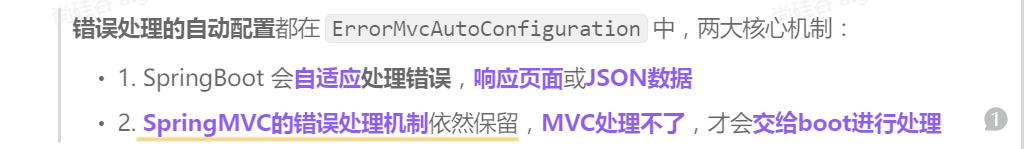 错误处理的自动配置都在 ErrorMvcAutoConfiguration 中，两大核心机制：
• 1. SpringBoot 会自适应处理错误，响应页面或JSON数据
• 2. SpringMVC的错误处理机制依然保留，MVC处理不了，才会交给boot进行处理
1